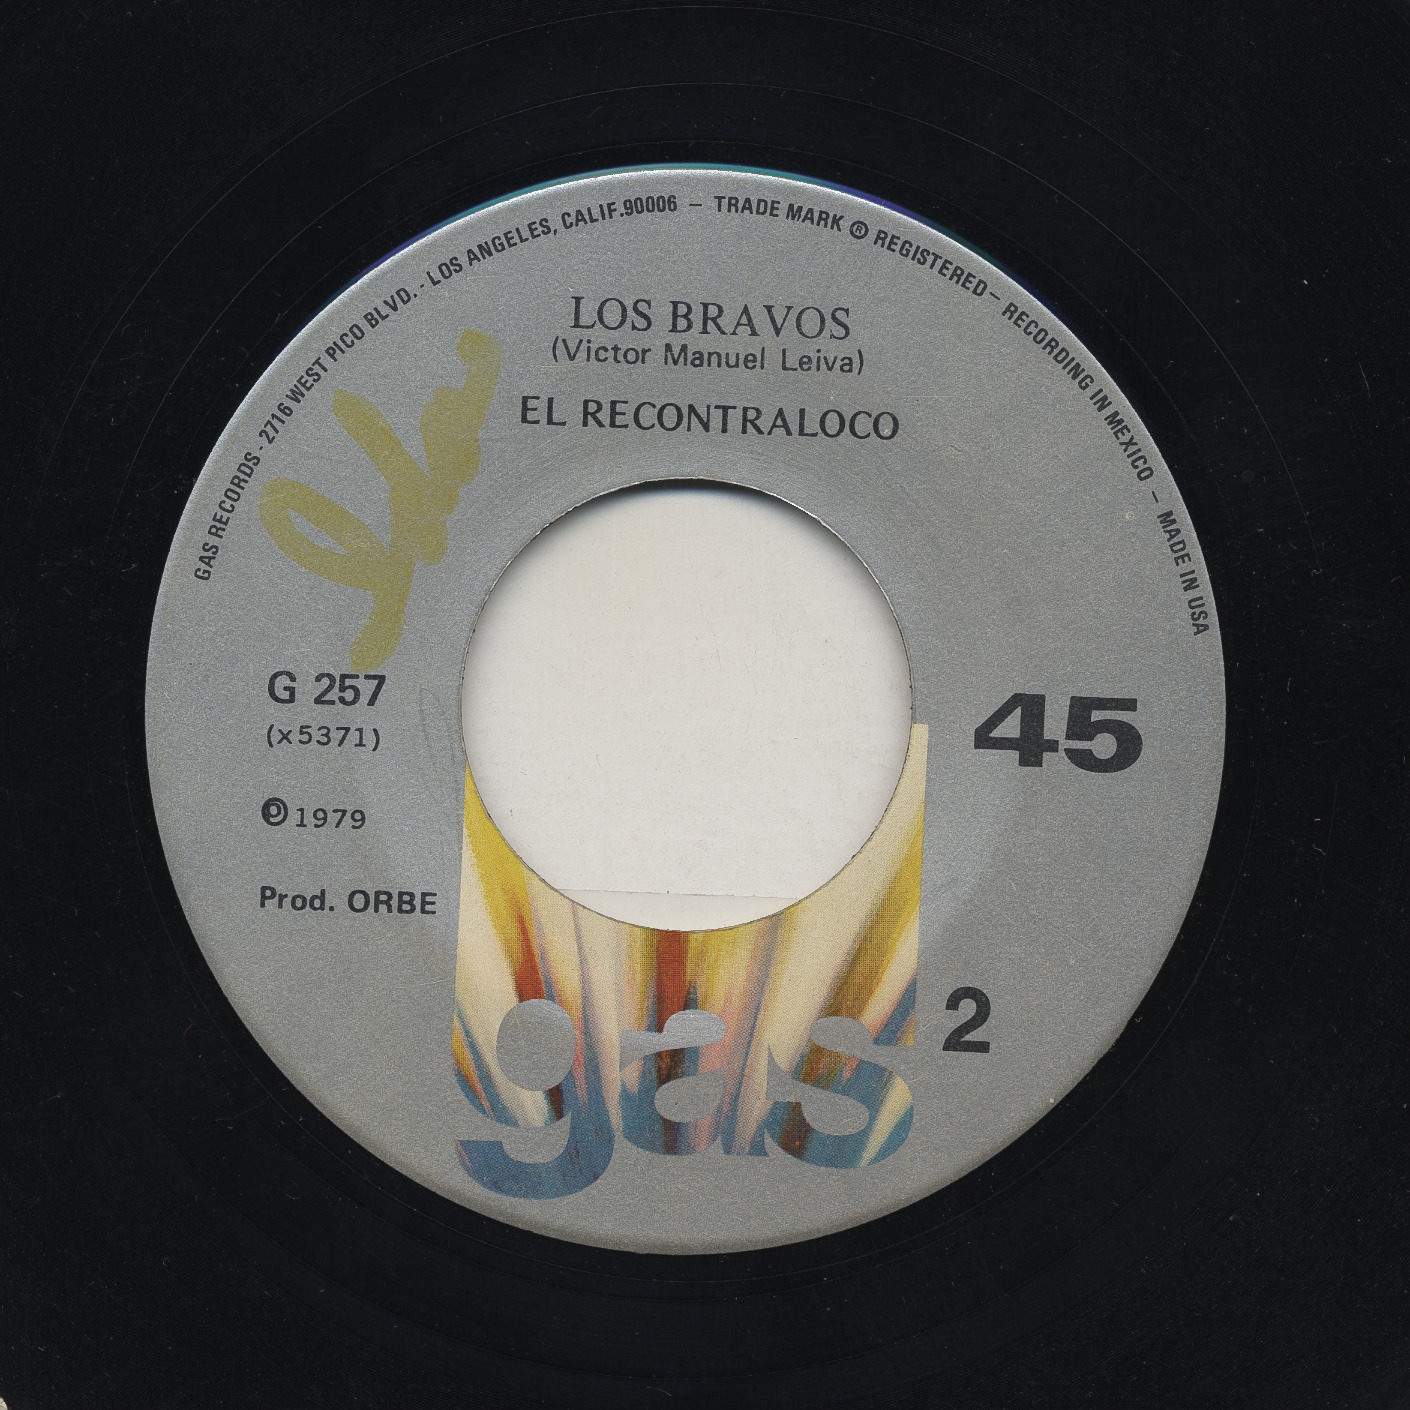 GAS RECORDS - 2716 WEST PICO BLVD. - LOS ANGELES, CALIF.90006 — TRADE MARK ® REGISTERED — RECORDING IN MEXICO — MADE IN USA
LOS BRAVOS
(Victor Manuel Leiva)
EL RECONTRALOCO
G 257
(x5371)
℗1979
Prod. ORBE
45
2
gas